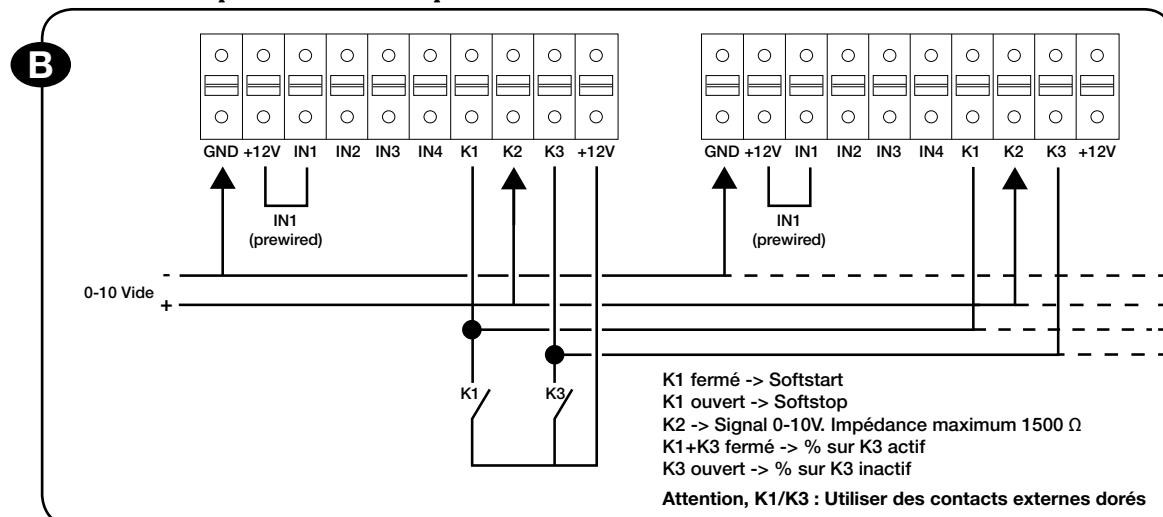 B
GND +12V IN1 IN2 IN3 IN4 K1 K2 K3 +12V
GND +12V IN1 IN2 IN3 IN4 K1 K2 K3 +12V
IN1
(prewired)
IN1
(prewired)
-
0-10 Vide
+
K1
K3
K1 fermé -> Softstart
K1 ouvert -> Softstop
K2 -> Signal 0-10V. Impédance maximum 1500 Ω
K1+K3 fermé -> % sur K3 actif
K3 ouvert -> % sur K3 inactif
Attention, K1/K3 : Utiliser des contacts externes dorés